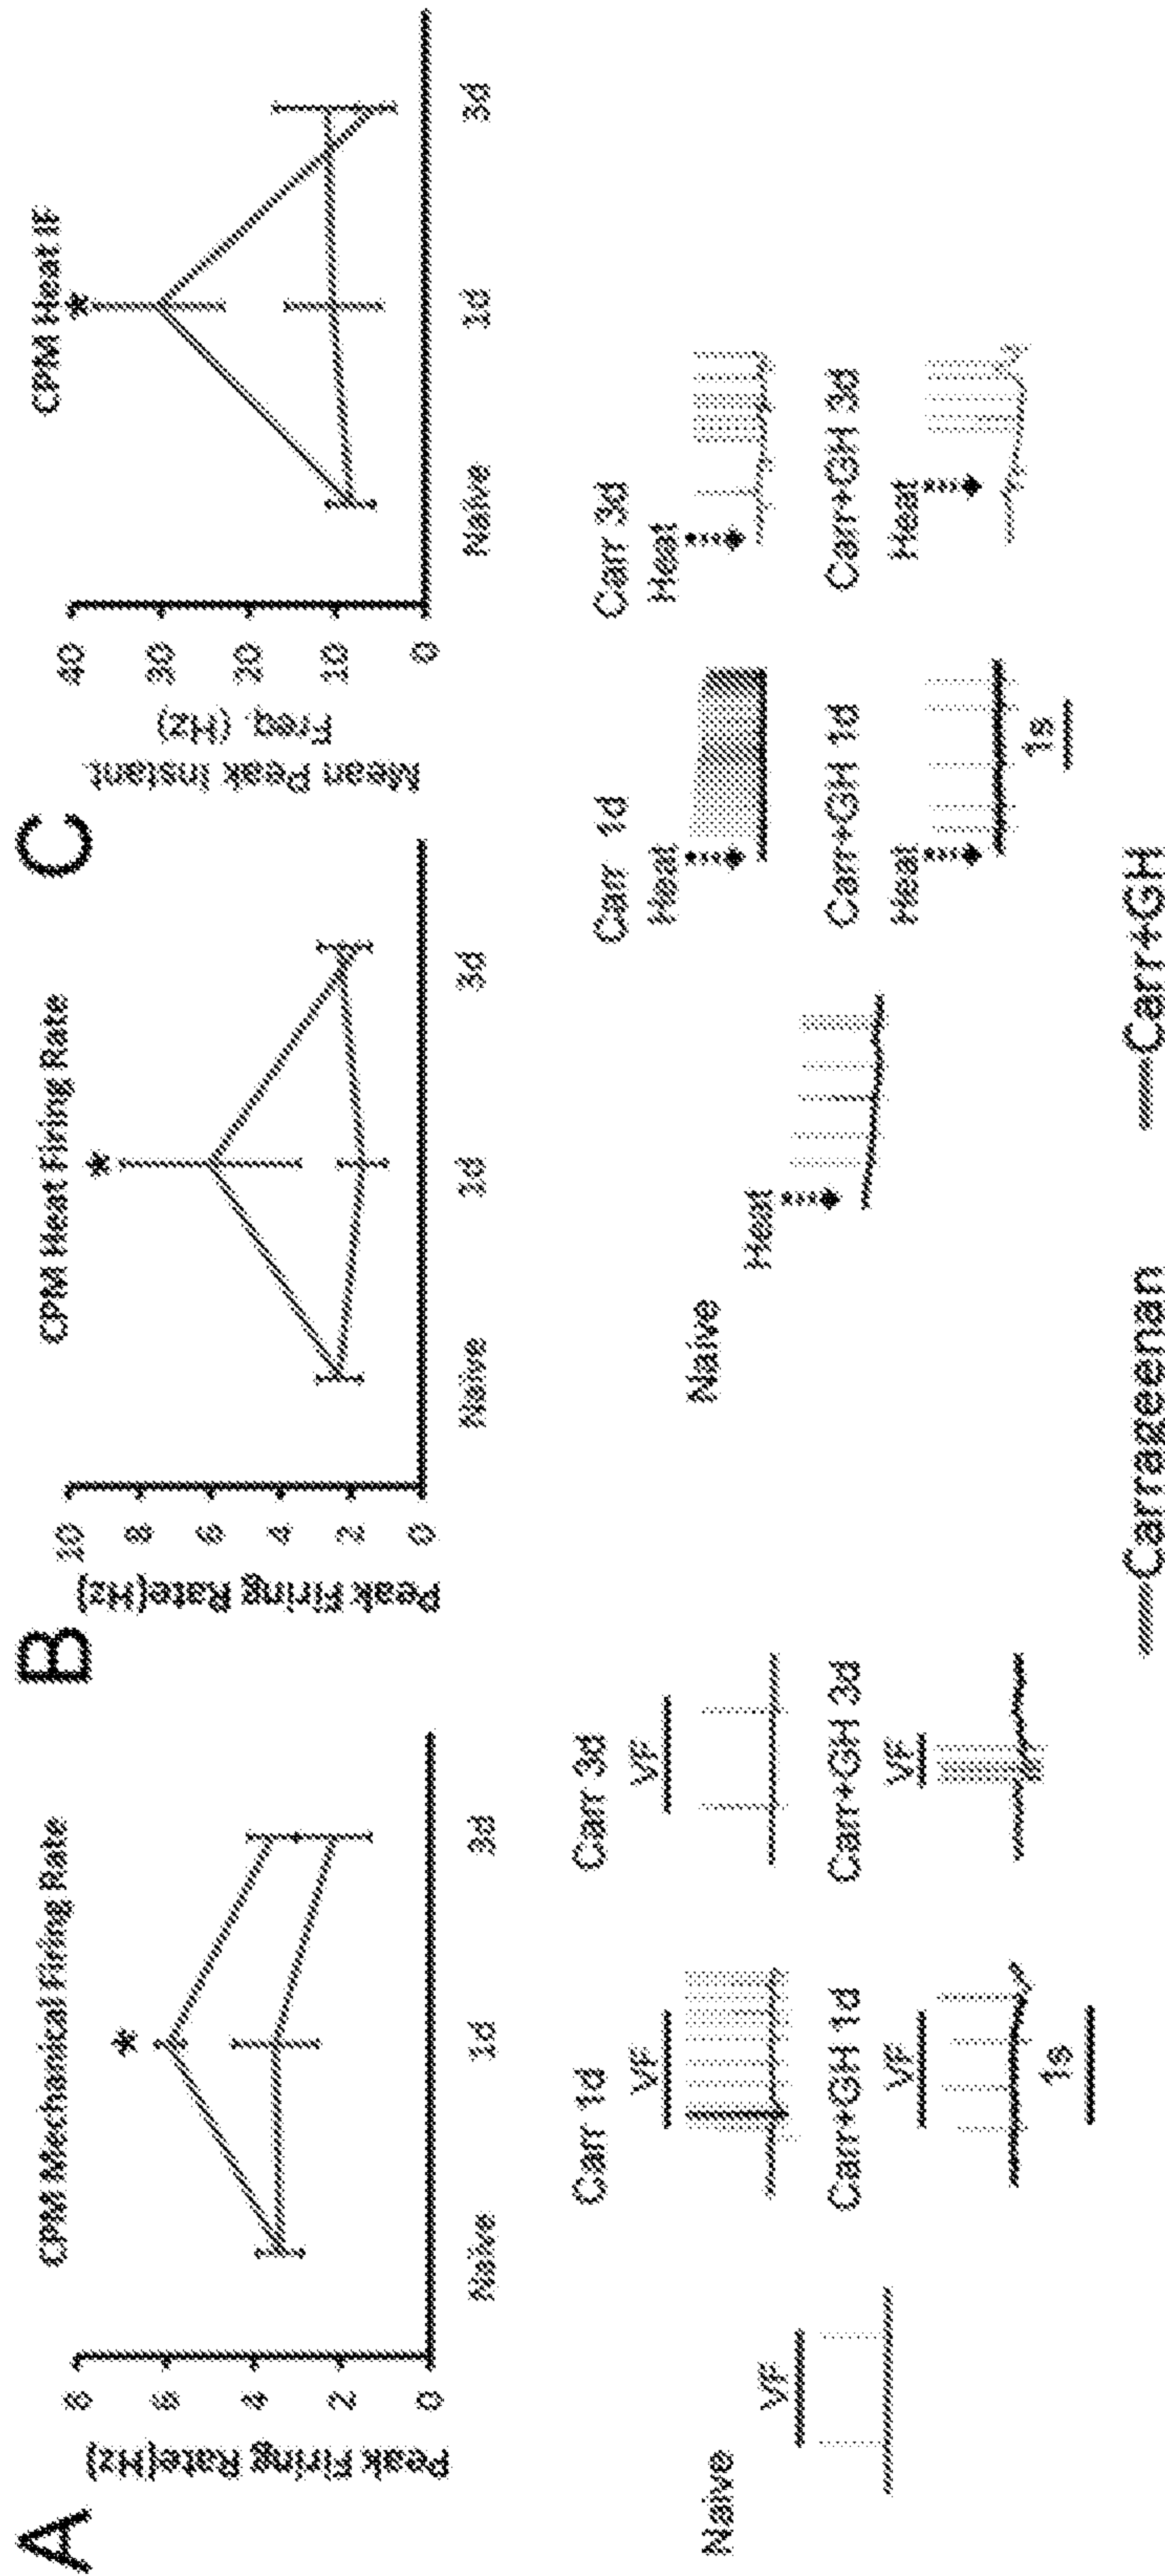 A
CPM Mechanical Firing Rate
Peak Firing Rate(Hz)
8
6
4
2
0
Naive
1d
3d
B
CPM Heat Firing Rate
Peak Firing Rate(Hz)
10
8
6
4
2
0
Naive
1d
3d
C
CPM Heat IF
Mean Peak Instant.
Freq. (Hz)
40
30
20
10
0
Naive
1d
3d
*
*
*
Naive
VF
Carr 1d
VF
Carr 3d
VF
Carr+GH 1d
VF
Carr+GH 3d
VF
1s
Naive
Heat
Carr 1d
Heat
Carr 3d
Heat
Carr+GH 1d
Heat
Carr+GH 3d
Heat
1s
Carrageenan
Carr+GH